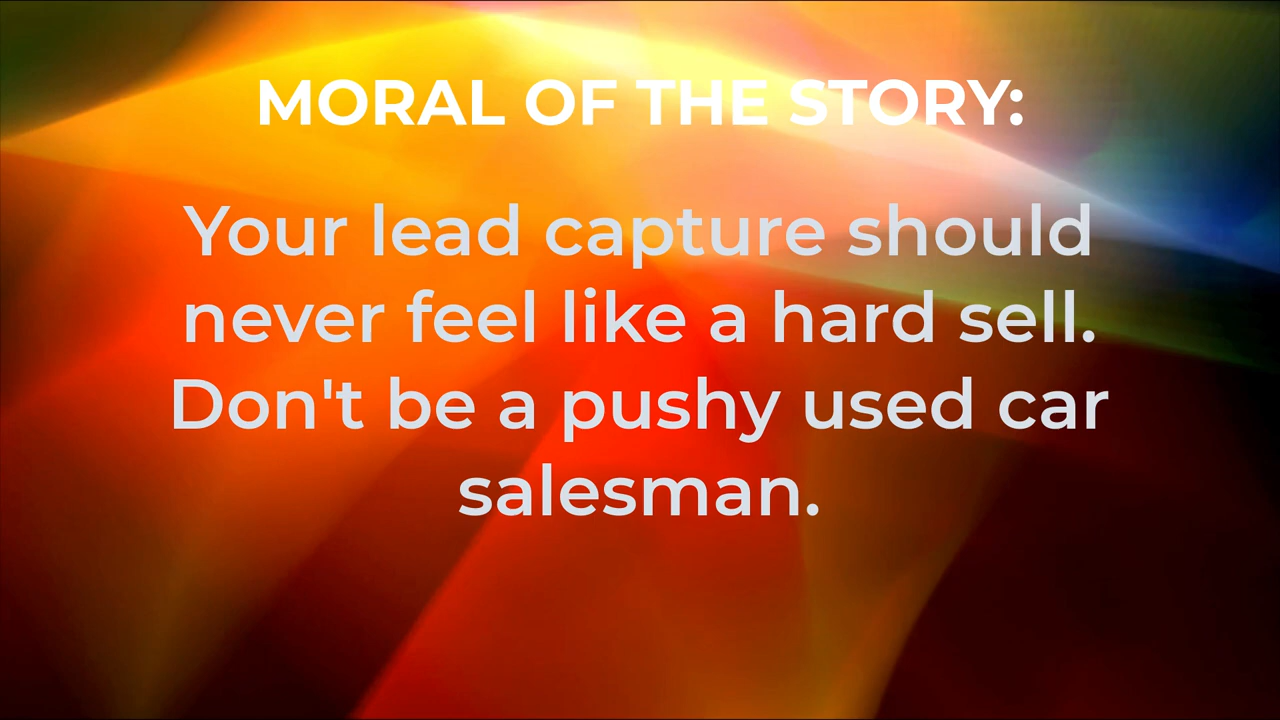 MORAL OF THE STORY:
Your lead capture should
never feel like a hard sell.
Don't be a pushy used car
salesman.